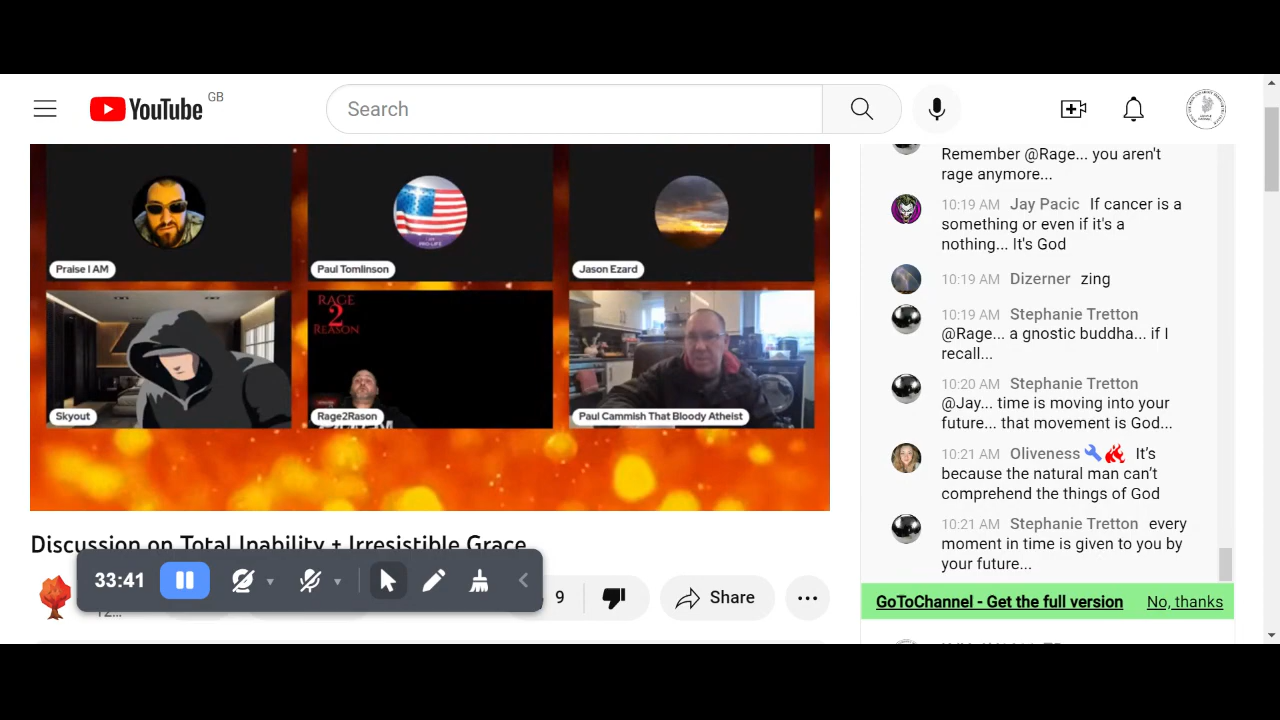 YouTube GB
Search
Praise I AM
PRO-LIFE
Paul Tomlinson
Jason Ezard
Skyout
RAGE
2
REASON
Rage2Rason
Paul Cammish That Bloody Atheist
Discussion on Total Inability + Irresistible Grace
33:41
12...
9
Share
Remember @Rage... you aren't
rage anymore...
10:19 AM Jay Pacic If cancer is a
something or even if it's a
nothing... It's God
10:19 AM Dizerner zing
10:19 AM Stephanie Tretton
@Rage... a gnostic buddha... if I
recall...
10:20 AM Stephanie Tretton
@Jay... time is moving into your
future... that movement is God...
10:21 AM Oliveness It's
because the natural man can't
comprehend the things of God
10:21 AM Stephanie Tretton every
moment in time is given to you by
your future...
GoToChannel - Get the full version No, thanks